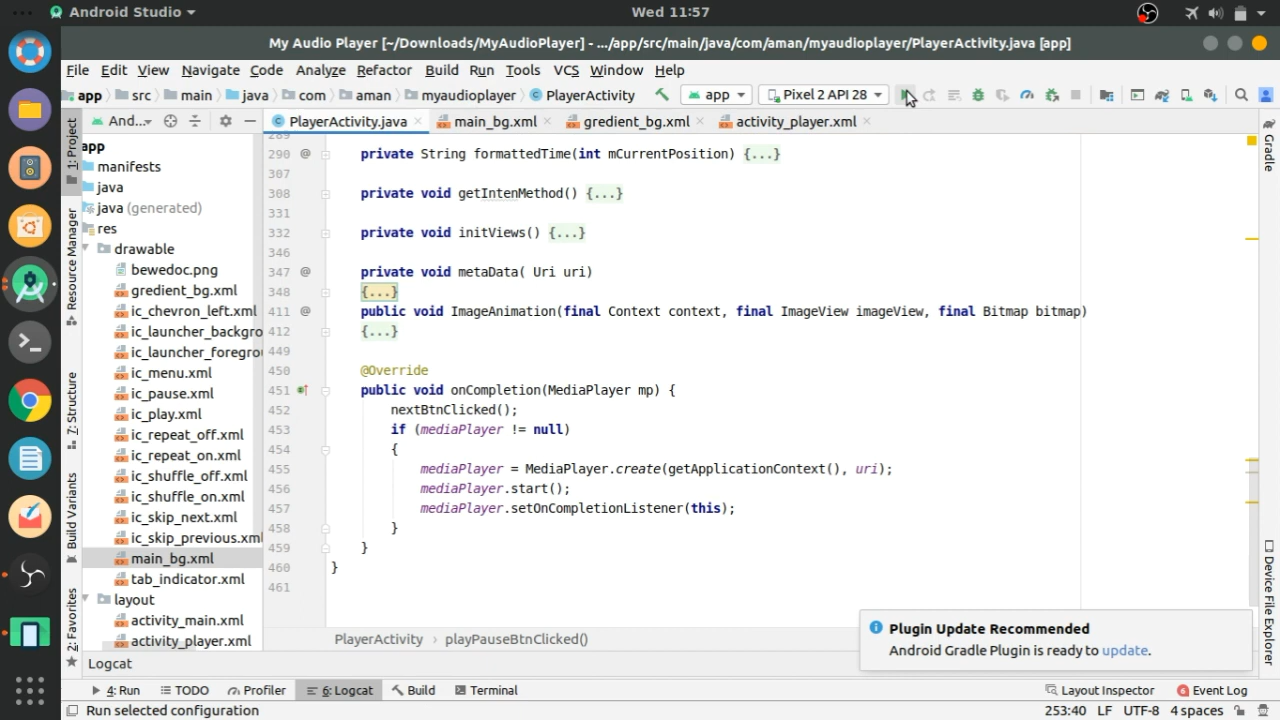 Android Studio
Wed 11:57
My Audio Player [~/Downloads/MyAudioPlayer] - .../app/src/main/java/com/aman/myaudioplayer/PlayerActivity.java [app]
File Edit View Navigate Code Analyze Refactor Build Run Tools VCS Window Help
app src main java com aman myaudioplayer PlayerActivity app Pixel 2 API 28
And... PlayerActivity.java main_bg.xml gredient_bg.xml activity_player.xml
1: Project
Resource Manager
7: Structure
Build Variants
2: Favorites
app
manifests
java
java (generated)
res
drawable
bewedoc.png
gredient_bg.xml
ic_chevron_left.xml
ic_launcher_backgro
ic_launcher_foregro
ic_menu.xml
ic_pause.xml
ic_play.xml
ic_repeat_off.xml
ic_repeat_on.xml
ic_shuffle_off.xml
ic_shuffle_on.xml
ic_skip_next.xml
ic_skip_previous.xml
main_bg.xml
tab_indicator.xml
layout
activity_main.xml
activity_player.xml
289
290 @ private String formattedTime(int mCurrentPosition) {...}
307
308 private void getIntenMethod() {...}
331
332 private void initViews() {...}
346
347 @ private void metaData( Uri uri)
348 {...}
411 @ public void ImageAnimation(final Context context, final ImageView imageView, final Bitmap bitmap)
412 {...}
449
450 @Override
451 public void onCompletion(MediaPlayer mp) {
452 nextBtnClicked();
453 if (mediaPlayer != null)
454 {
455 mediaPlayer = MediaPlayer.create(getApplicationContext(), uri);
456 mediaPlayer.start();
457 mediaPlayer.setOnCompletionListener(this);
458 }
459 }
460 }
461
Gradle
Device File Explorer
Plugin Update Recommended
Android Gradle Plugin is ready to update.
PlayerActivity › playPauseBtnClicked()
Logcat
4: Run TODO Profiler 6: Logcat Build Terminal Layout Inspector 6 Event Log
Run selected configuration 253:40 LF UTF-8 4 spaces